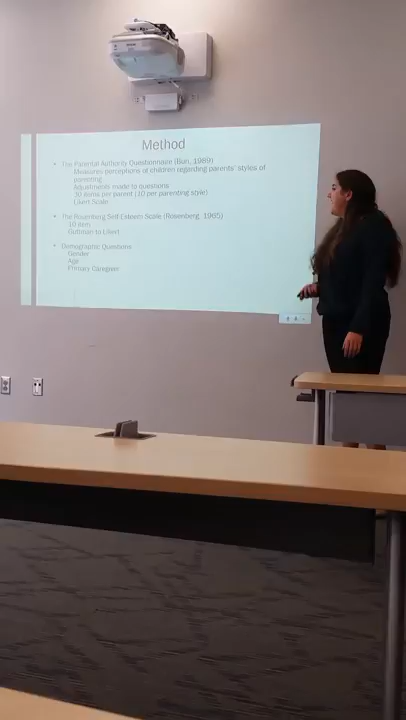 Method
• The Parental Authority Questionnaire (Buri, 1989)
Measures perceptions of children regarding parents' styles of
parenting
Adjustments made to questions
30 items per parent (10 per parenting style)
Likert Scale
• The Rosenberg Self-Esteem Scale (Rosenberg, 1965)
10 item
Guttman to Likert
• Demographic Questions
Gender
Age
Primary Caregiver